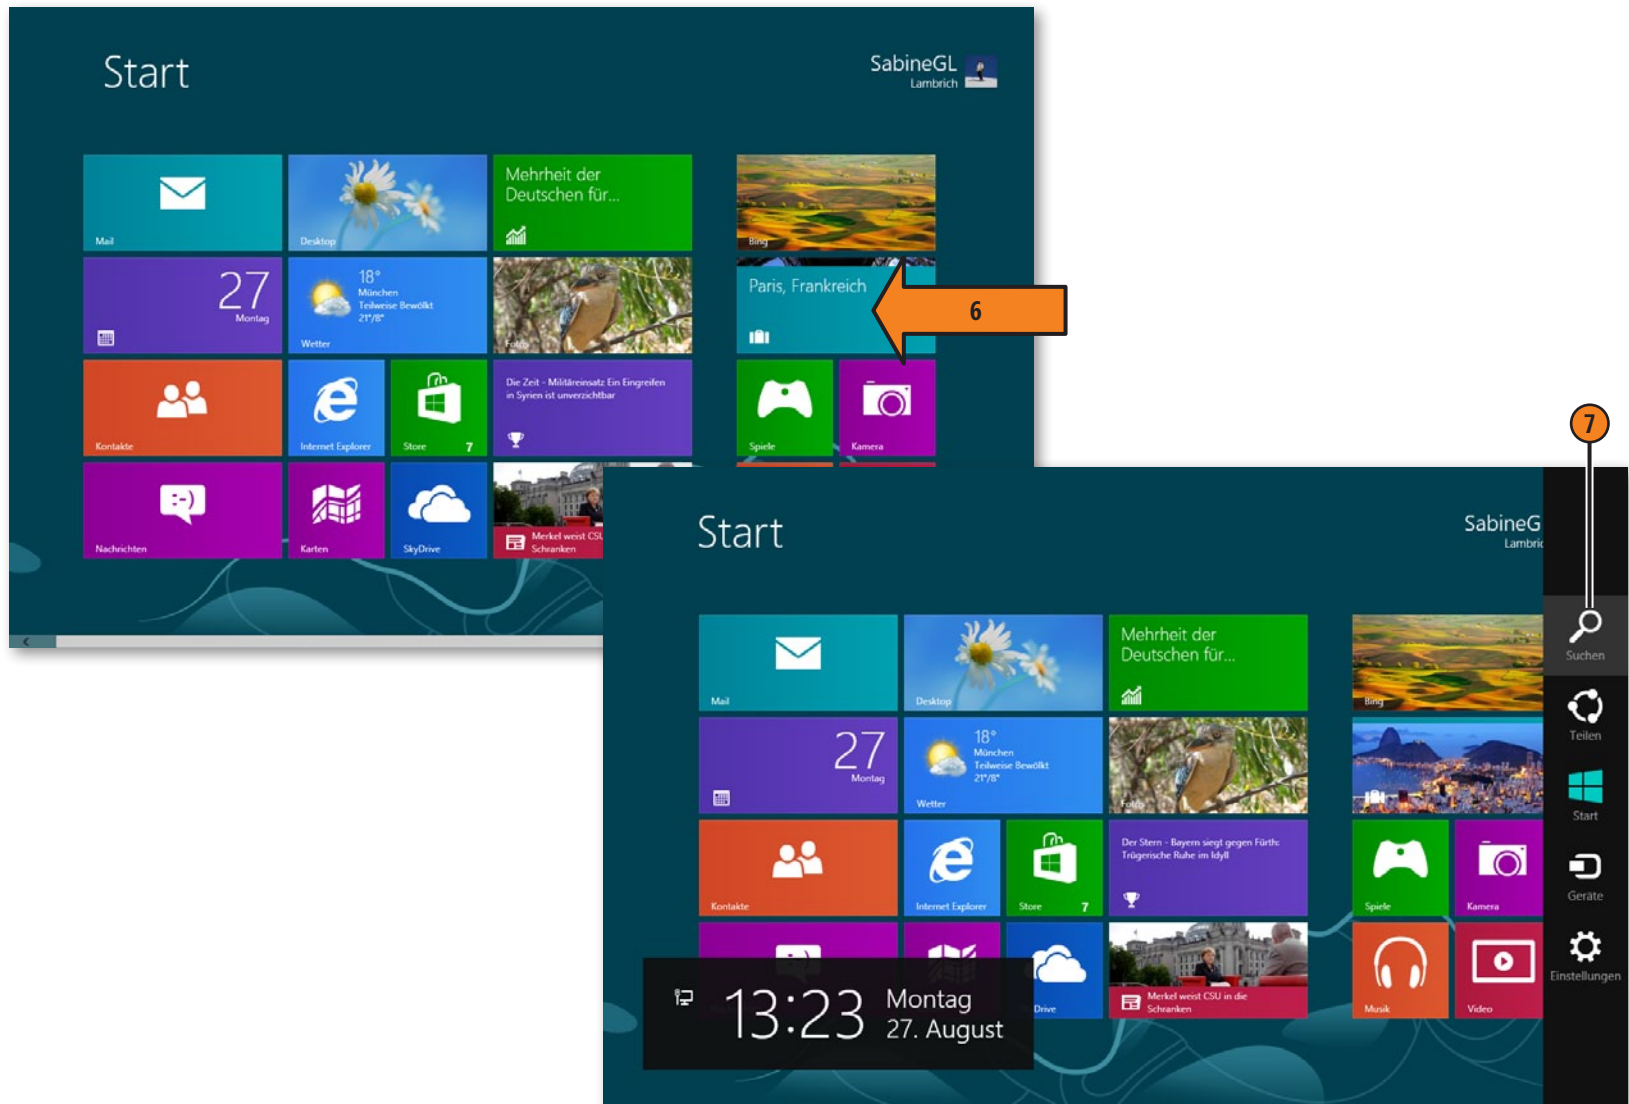 Start
SabineGL
Lambrich
Mail
Desktop
Mehrheit der
Deutschen für...
Bing
27
Montag
18°
München
Teilweise Bewölkt
21°/8°
Wetter
Fotos
Paris, Frankreich
6
Kontakte
Internet Explorer
Store
7
Die Zeit - Militäreinsatz Ein Eingreifen
in Syrien ist unverzichtbar
Spiele
Kamera
Nachrichten
Karten
SkyDrive
Merkel weist CSU
Schranken
7
Start
SabineG
Lambric
Mail
Desktop
Mehrheit der
Deutschen für...
Bing
27
Montag
18°
München
Teilweise Bewölkt
21°/8°
Wetter
Fotos
Kontakte
Internet Explorer
Store
7
Der Stern - Bayern siegt gegen Fürth:
Trügerische Ruhe im Idyll
Spiele
Kamera
Drive
Merkel weist CSU in die
Schranken
Musik
Video
13:23
Montag
27. August
Suchen
Teilen
Start
Geräte
Einstellungen